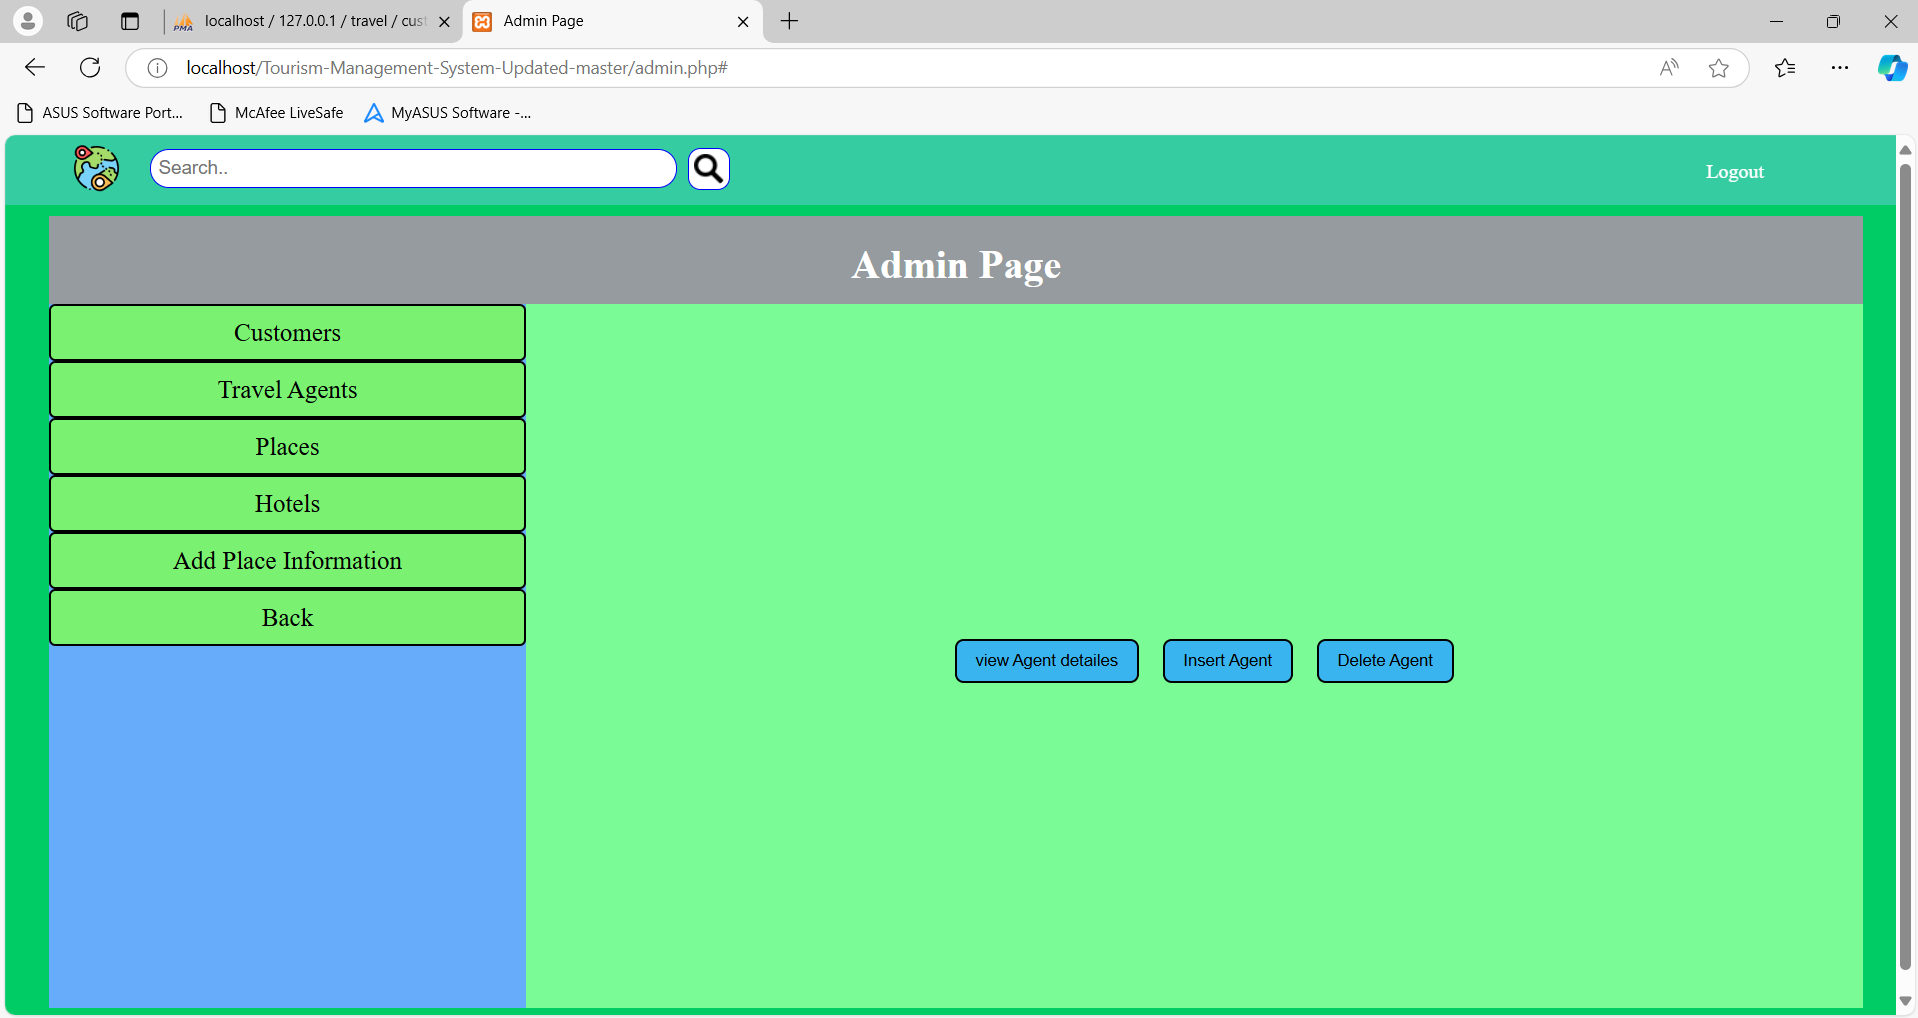 localhost / 127.0.0.1 / travel / cust
Admin Page
localhost/Tourism-Management-System-Updated-master/admin.php#
ASUS Software Port...
McAfee LiveSafe
MyASUS Software -...
Search..
Logout
Admin Page
Customers
Travel Agents
Places
Hotels
Add Place Information
Back
view Agent detailes
Insert Agent
Delete Agent